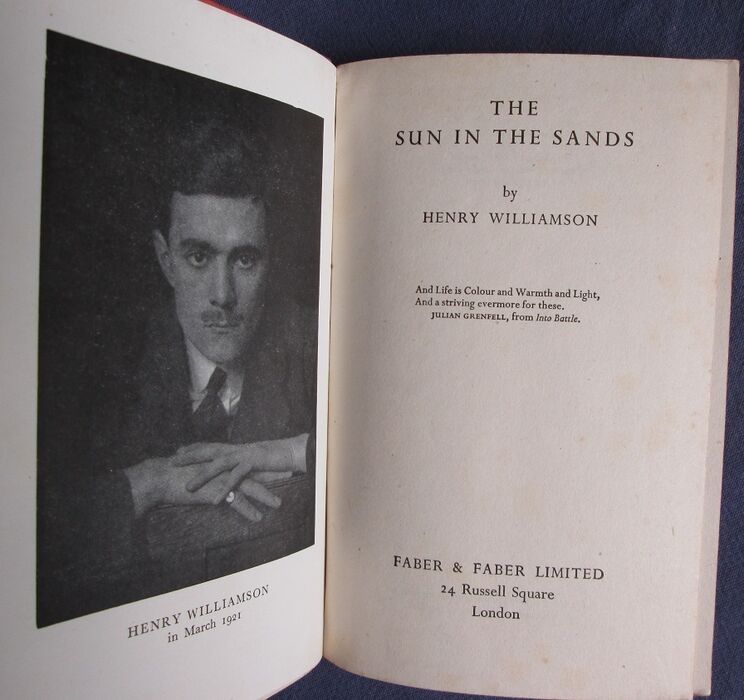 HENRY WILLIAMSON
in March 1921
THE
SUN IN THE SANDS
by
HENRY WILLIAMSON
And Life is Colour and Warmth and Light,
And a striving evermore for these.
JULIAN GRENFELL, from Into Battle.
FABER & FABER LIMITED
24 Russell Square
London